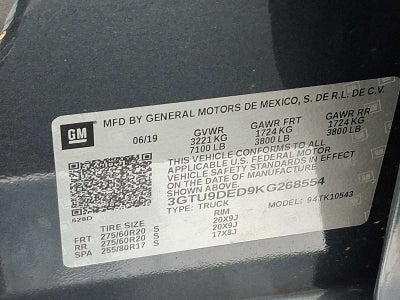 GM
MFD BY GENERAL MOTORS DE MEXICO, S. DE R.L. DE C.V.
06/19 GVWR GAWR FRT GAWR RR
3221 KG 1724 KG 1724 KG
7100 LB 3800 LB 3800 LB
THIS VEHICLE CONFORMS TO ALL
APPLICABLE U.S. FEDERAL MOTOR
VEHICLE SAFETY STANDARDS IN EFFECT
ON THE DATE OF MANUFACTURE
SHOWN ABOVE.
3GTU9DED9KG268554
TYPE: TRUCK MODEL: 94TK10543
628D
TIRE SIZE RIM
FRT 275/60R20 S 20X9J
RR 275/60R20 S 20X9J
SPA 255/80R17 S 17X8J